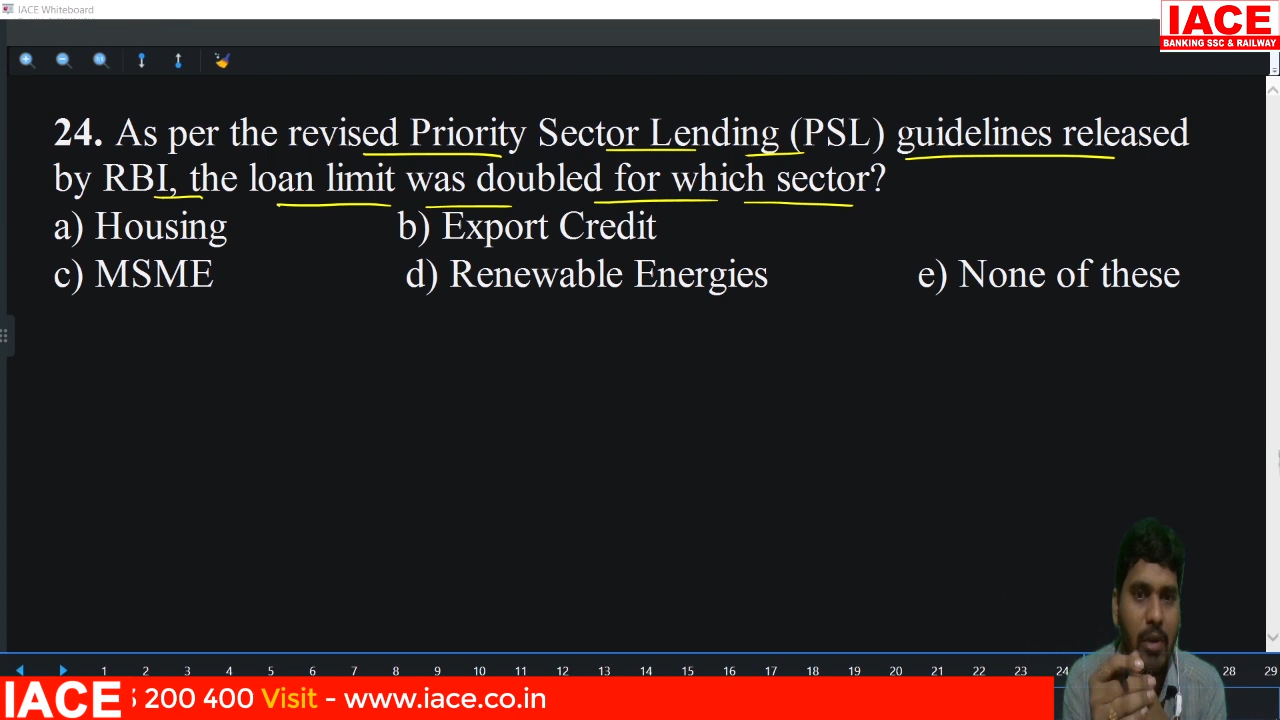 IACE Whiteboard
IACE
BANKING SSC & RAILWAY
24. As per the revised Priority Sector Lending (PSL) guidelines released
by RBI, the loan limit was doubled for which sector?
a) Housing b) Export Credit
c) MSME d) Renewable Energies e) None of these
1 2 3 4 5 6 7 8 9 10 11 12 13 14 15 16 17 18 19 20 21 22 23 24 28 29
IACE 200 400 Visit - www.iace.co.in